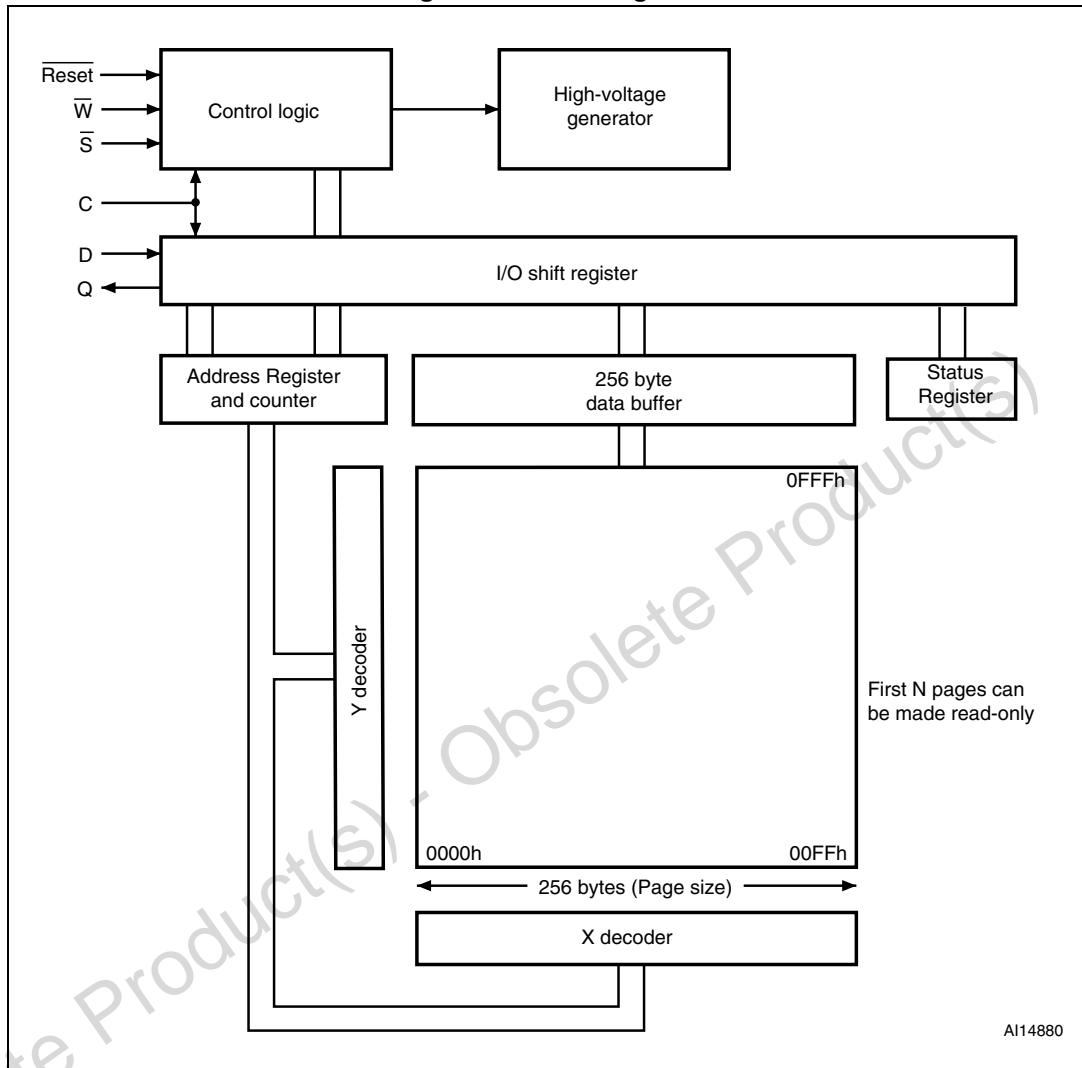 Reset
W
S
C
D
Q
Control logic
High-voltage
generator
I/O shift register
Address Register
and counter
256 byte
data buffer
Status
Register
0FFFh
Y decoder
First N pages can
be made read-only
0000h
00FFh
256 bytes (Page size)
X decoder
AI14880
te Product(s) - Obsolete Product(s)